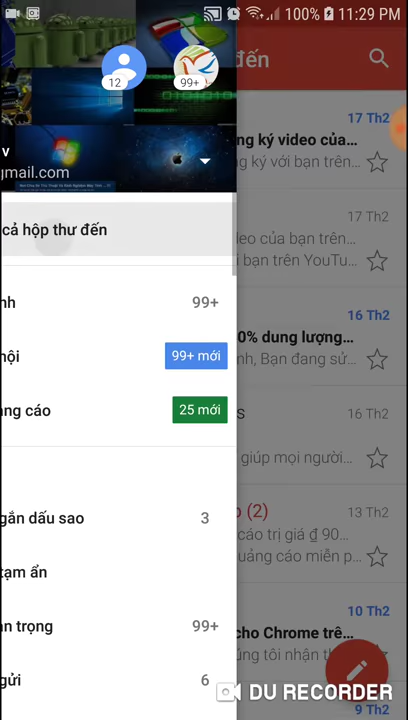 100% 11:29 PM
12
99+
đến
v
gmail.com
17 Th2
ng ký video của...
ng ký với bạn trên...
cả hộp thư đến
17 Th2
deo của bạn trên...
i bạn trên YouTu...
nh 99+
16 Th2
0% dung lượng...
nh, Bạn đang sử...
nội 99+ mới
ng cáo 25 mới
16 Th2
s
giúp mọi người...
13 Th2
o (2)
cáo trị giá ₫ 90...
uảng cáo miễn p...
gắn dấu sao 3
tạm ẩn
10 Th2
cho Chrome trê...
úng tôi nhận th
an trọng 99+
gửi 6
DU RECORDER
9 Th2